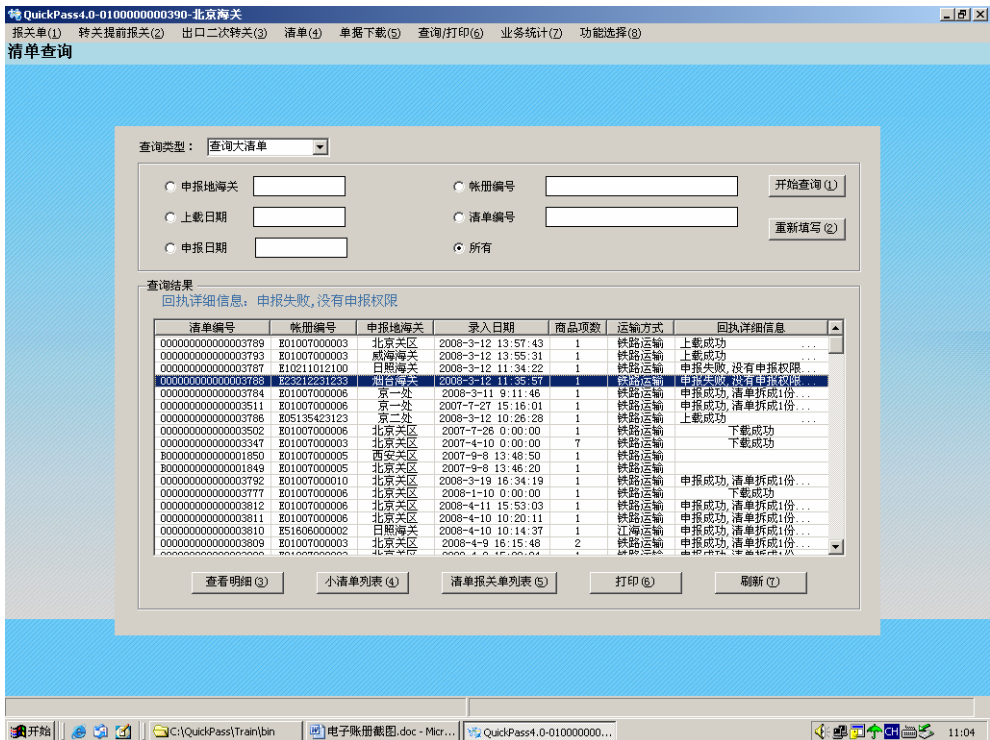 QuickPass4.0-0100000000390-北京海关
报关单(1) 转关提前报关(2) 出口二次转关(3) 清单(4) 单据下载(5) 查询/打印(6) 业务统计(7) 功能选择(8)
清单查询
查询类型： 查询大清单
申报地海关 帐册编号 开始查询(1)
上载日期 清单编号 重新填写(2)
申报日期 所有
查询结果
回执详细信息: 申报失败,没有申报权限
清单编号 帐册编号 申报地海关 录入日期 商品项数 运输方式 回执详细信息
000000000000003789 E01007000003 北京关区 2008-3-12 13:57:43 1 铁路运输 上载成功 ...
000000000000003793 E01007000003 威海海关 2008-3-12 13:55:31 1 铁路运输 上载成功 ...
000000000000003787 E10211012100 日照海关 2008-3-12 11:34:22 1 铁路运输 申报失败,没有申报权限...
000000000000003788 E23212231233 烟台海关 2008-3-12 11:35:57 1 铁路运输 申报失败,没有申报权限...
000000000000003784 E01007000006 京一处 2008-3-11 9:11:46 1 铁路运输 申报成功,清单拆成1份...
000000000000003511 E01007000006 京一处 2007-7-27 15:16:01 1 铁路运输 申报成功,清单拆成1份...
000000000000003786 E05135423123 京二处 2008-3-12 10:26:28 1 铁路运输 上载成功 ...
000000000000003502 E01007000006 北京关区 2007-7-26 0:00:00 1 铁路运输 下载成功
000000000000003347 E01007000003 北京关区 2007-4-10 0:00:00 7 铁路运输 下载成功
B00000000000001850 E01007000005 西安关区 2007-9-8 13:48:50 1 铁路运输
B00000000000001849 E01007000005 北京关区 2007-9-8 13:46:20 1 铁路运输
000000000000003792 E01007000010 北京关区 2008-3-19 16:34:19 1 铁路运输 申报成功,清单拆成1份...
000000000000003777 E01007000006 北京关区 2008-1-10 0:00:00 1 铁路运输 下载成功
000000000000003812 E01007000006 北京关区 2008-4-11 15:53:03 1 铁路运输 申报成功,清单拆成1份...
000000000000003811 E01007000006 北京关区 2008-4-10 10:20:11 1 铁路运输 申报成功,清单拆成1份...
000000000000003810 E51606000002 日照海关 2008-4-10 10:14:37 1 江海运输 申报成功,清单拆成1份...
000000000000003809 E01007000003 北京关区 2008-4-9 16:15:48 2 铁路运输 申报成功,清单拆成1份...
查看明细(3) 小清单列表(4) 清单报关单列表(5) 打印(6) 刷新(7)
开始 C:\QuickPass\Train\bin 电子账册截图.doc - Micr... QuickPass4.0-010000000... CH 11:04